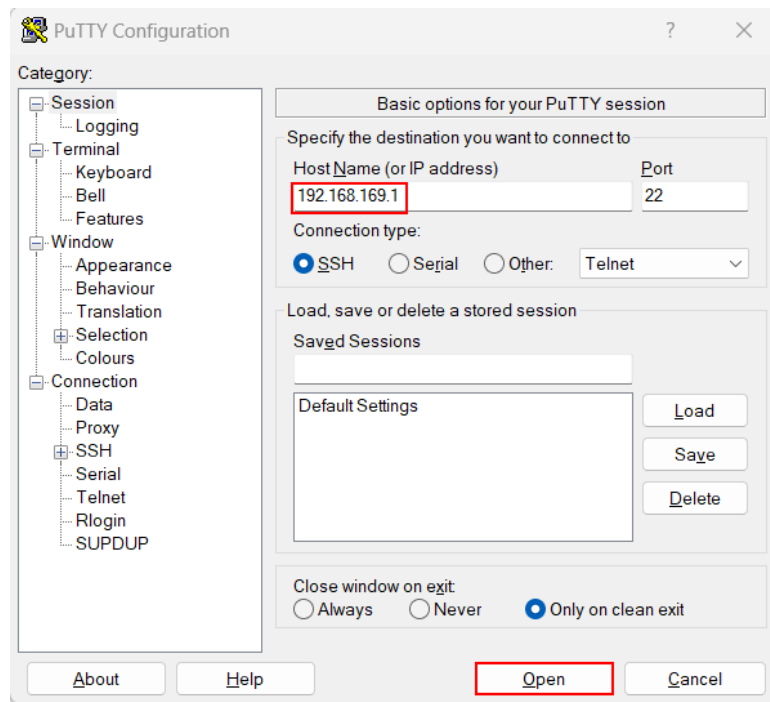 PuTTY Configuration ?
Category:
Session
Logging
Terminal
Keyboard
Bell
Features
Window
Appearance
Behaviour
Translation
Selection
Colours
Connection
Data
Proxy
SSH
Serial
Telnet
Rlogin
SUPDUP
Basic options for your PuTTY session
Specify the destination you want to connect to
Host Name (or IP address) Port
192.168.169.1 22
Connection type:
SSH Serial Other: Telnet
Load, save or delete a stored session
Saved Sessions
Default Settings
Load
Save
Delete
Close window on exit:
Always Never Only on clean exit
About Help Open Cancel